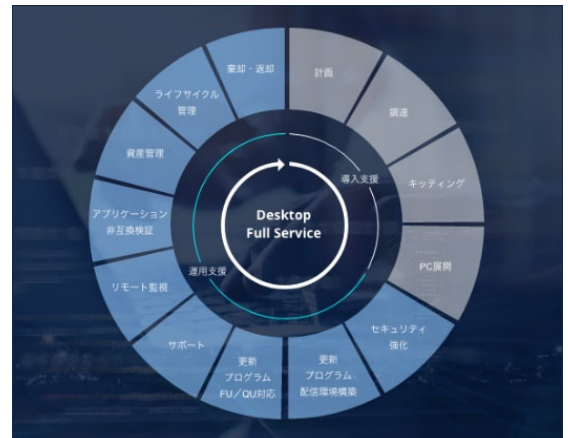 計画
調達
キッティング
PC展開
セキュリティ
強化
更新
プログラム
配信環境構築
更新
プログラム
FU／QU対応
サポート
リモート監視
アプリケーション
非互換検証
資産管理
ライフサイクル
管理
棄却・返却
導入支援
運用支援
Desktop
Full Service